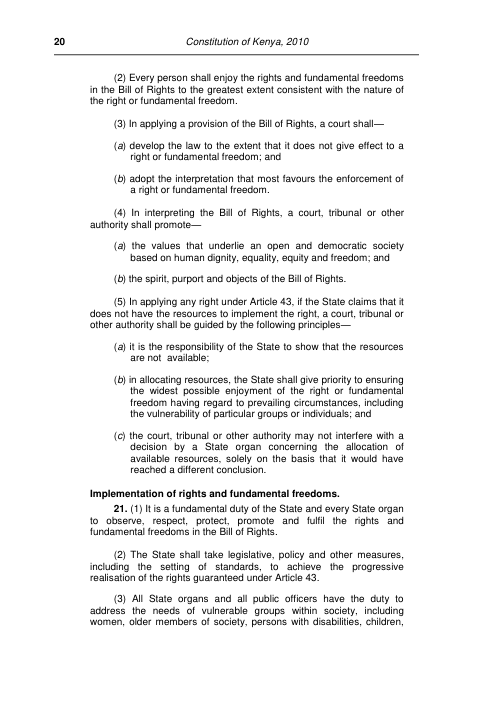 20 Constitution of Kenya, 2010
(2) Every person shall enjoy the rights and fundamental freedoms
in the Bill of Rights to the greatest extent consistent with the nature of
the right or fundamental freedom.
(3) In applying a provision of the Bill of Rights, a court shall—
(a) develop the law to the extent that it does not give effect to a
right or fundamental freedom; and
(b) adopt the interpretation that most favours the enforcement of
a right or fundamental freedom.
(4) In interpreting the Bill of Rights, a court, tribunal or other
authority shall promote—
(a) the values that underlie an open and democratic society
based on human dignity, equality, equity and freedom; and
(b) the spirit, purport and objects of the Bill of Rights.
(5) In applying any right under Article 43, if the State claims that it
does not have the resources to implement the right, a court, tribunal or
other authority shall be guided by the following principles—
(a) it is the responsibility of the State to show that the resources
are not available;
(b) in allocating resources, the State shall give priority to ensuring
the widest possible enjoyment of the right or fundamental
freedom having regard to prevailing circumstances, including
the vulnerability of particular groups or individuals; and
(c) the court, tribunal or other authority may not interfere with a
decision by a State organ concerning the allocation of
available resources, solely on the basis that it would have
reached a different conclusion.
Implementation of rights and fundamental freedoms.
21. (1) It is a fundamental duty of the State and every State organ
to observe, respect, protect, promote and fulfil the rights and
fundamental freedoms in the Bill of Rights.
(2) The State shall take legislative, policy and other measures,
including the setting of standards, to achieve the progressive
realisation of the rights guaranteed under Article 43.
(3) All State organs and all public officers have the duty to
address the needs of vulnerable groups within society, including
women, older members of society, persons with disabilities, children,